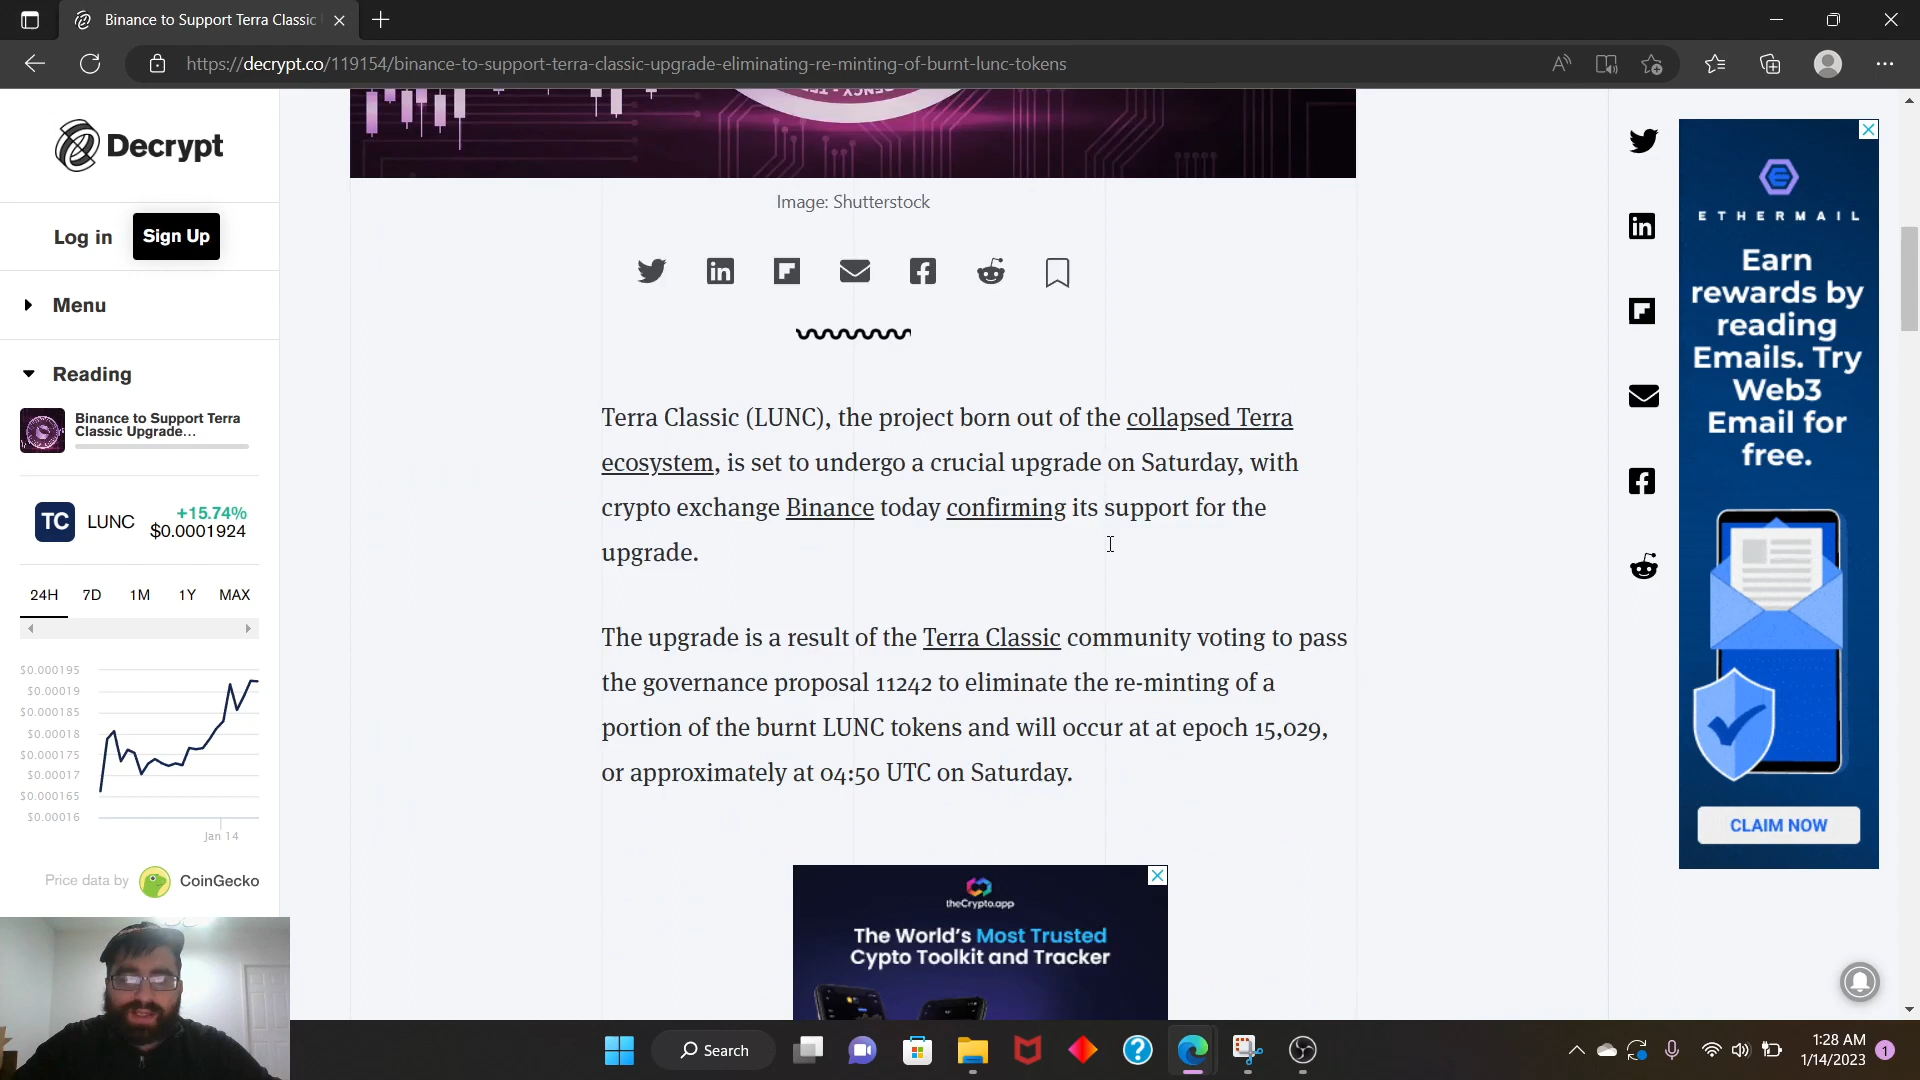 Binance to Support Terra Classic
https://decrypt.co/119154/binance-to-support-terra-classic-upgrade-eliminating-re-minting-of-burnt-lunc-tokens
Decrypt
Log in
Sign Up
Menu
Reading
Binance to Support Terra
Classic Upgrade...
TC
LUNC
+15.74%
$0.0001924
24H
7D
1M
1Y
MAX
$0.000195
$0.00019
$0.000185
$0.00018
$0.000175
$0.00017
$0.000165
$0.00016
Jan 14
Price data by
CoinGecko
Image: Shutterstock
Terra Classic (LUNC), the project born out of the collapsed Terra
ecosystem, is set to undergo a crucial upgrade on Saturday, with
crypto exchange Binance today confirming its support for the
upgrade.
The upgrade is a result of the Terra Classic community voting to pass
the governance proposal 11242 to eliminate the re-minting of a
portion of the burnt LUNC tokens and will occur at at epoch 15,029,
or approximately at 04:50 UTC on Saturday.
theCrypto.app
The World's Most Trusted
Cypto Toolkit and Tracker
ETHERMAIL
Earn
rewards by
reading
Emails. Try
Web3
Email for
free.
CLAIM NOW
Search
1:28 AM
1/14/2023
1